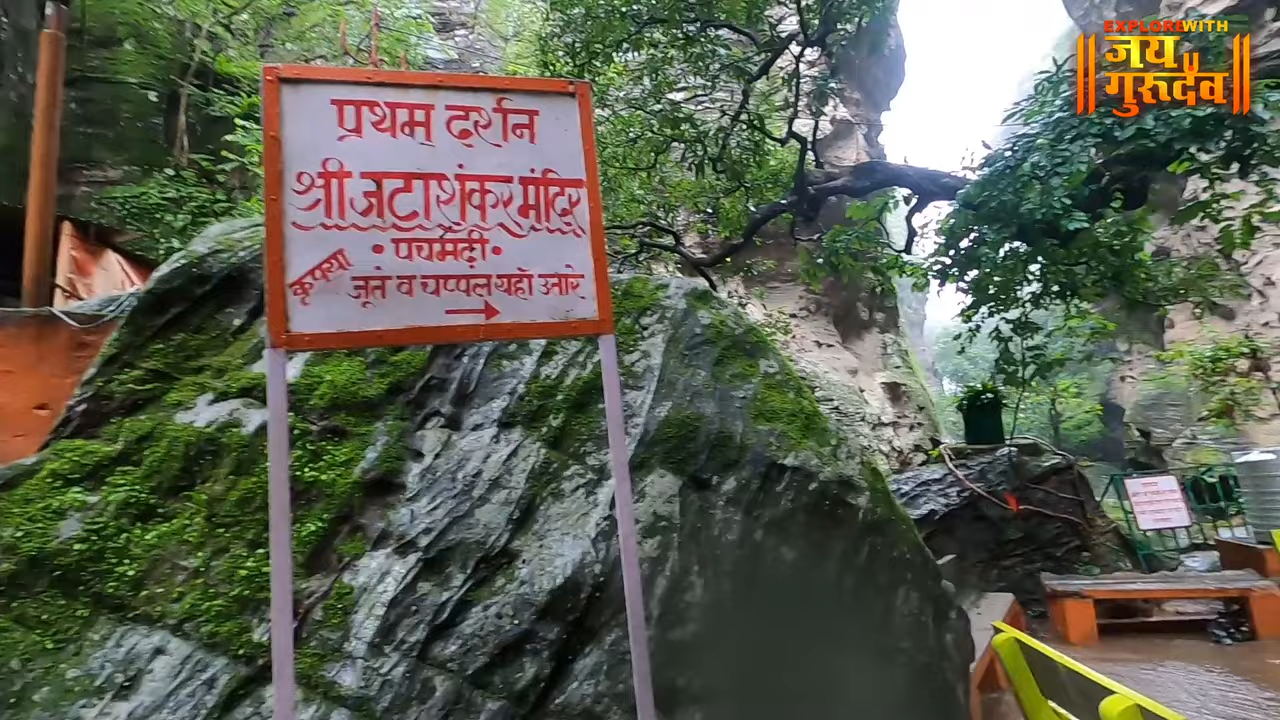 EXPLORE WITH
जय
गुरुदेव
प्रथम् दर्शन
श्री जटाशंकर मंदिर
• पचमढ़ी •
कृपया
जूते व चप्पल यहाँ उतारे
→